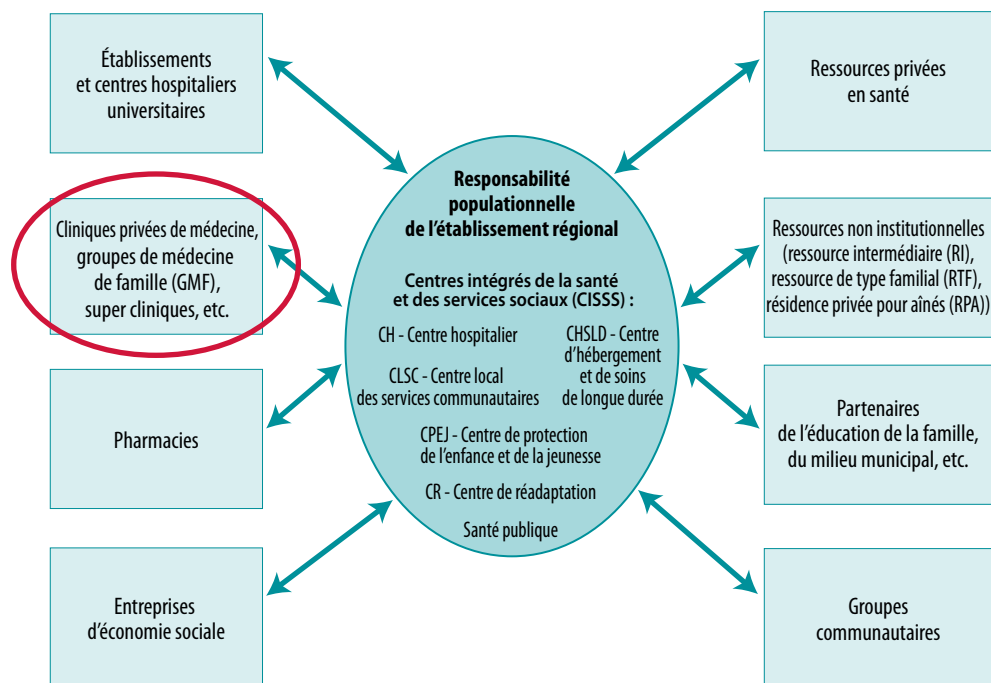 Établissements
et centres hospitaliers
universitaires
Cliniques privées de médecine,
groupes de médecine
de famille (GMF),
super cliniques, etc.
Pharmacies
Entreprises
d'économie sociale
Responsabilité
populationnelle
de l'établissement régional
Centres intégrés de la santé
et des services sociaux (CISSS) :
CH - Centre hospitalier
CLSC - Centre local
des services communautaires
CHSLD - Centre
d'hébergement
et de soins
de longue durée
CPEJ - Centre de protection
de l'enfance et de la jeunesse
CR - Centre de réadaptation
Santé publique
Ressources privées
en santé
Ressources non institutionnelles
(ressource intermédiaire (RI),
ressource de type familial (RTF),
résidence privée pour aînés (RPA))
Partenaires
de l'éducation de la famille,
du milieu municipal, etc.
Groupes
communautaires